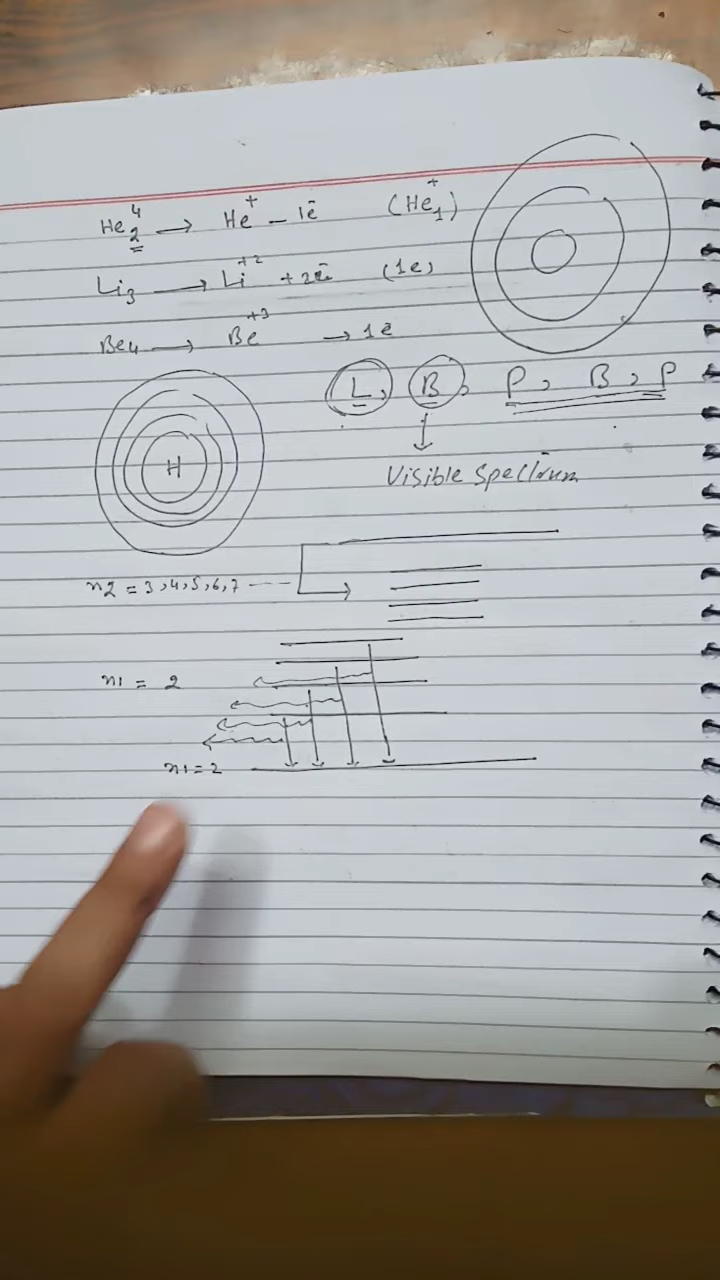 He₂⁴ → He⁺ – 1ē (He₁⁺)
Li₃ → Li⁺² + 2ē (1e)
Be₄ → Be⁺³ → 1ē
L, B, P, B, P
H
Visible Spectrum
n2 = 3,4,5,6,7 ----
n1 = 2
n1 = 2